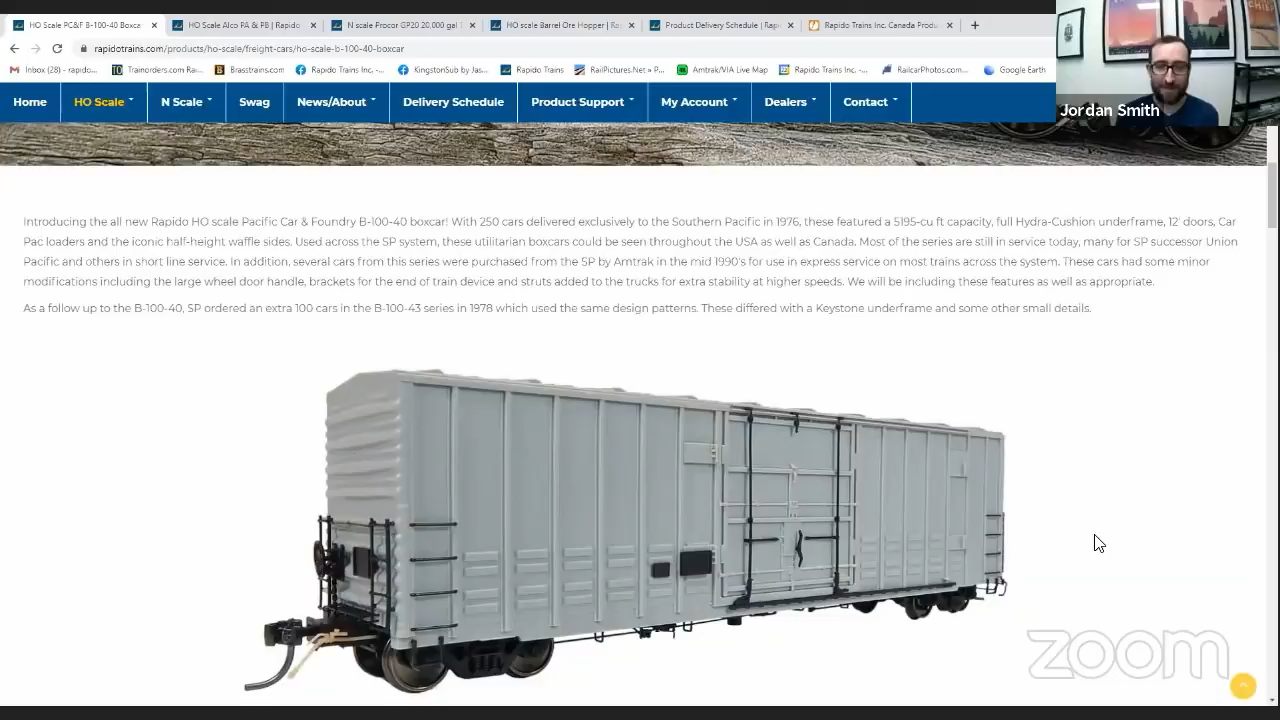 HO Scale PC&F B-100-40 Boxca
HO Scale Alco PA & PB | Rapido
N scale Procor GP20 20,000 gal T
HO scale Barrel Ore Hopper | Ra
Product Delivery Schedule | Rapi
Rapido Trains Inc. Canada Produ
rapidotrains.com/products/ho-scale/freight-cars/ho-scale-b-100-40-boxcar
Inbox (28) - rapido...
Trainorders.com Rai...
Brasstrains.com
Rapido Trains Inc. -...
KingstonSub by Jas...
Rapido Trains
RailPictures.Net » P...
Amtrak/VIA Live Map
Rapido Trains Inc. -...
RailcarPhotos.com...
Google Earth
Home
HO Scale
N Scale
Swag
News/About
Delivery Schedule
Product Support
My Account
Dealers
Contact
Jordan Smith
Introducing the all new Rapido HO scale Pacific Car & Foundry B-100-40 boxcar! With 250 cars delivered exclusively to the Southern Pacific in 1976, these featured a 5195-cu ft capacity, full Hydra-Cushion underframe, 12' doors, Car
Pac loaders and the iconic half-height waffle sides. Used across the SP system, these utilitarian boxcars could be seen throughout the USA as well as Canada. Most of the series are still in service today, many for SP successor Union
Pacific and others in short line service. In addition, several cars from this series were purchased from the SP by Amtrak in the mid 1990's for use in express service on most trains across the system. These cars had some minor
modifications including the large wheel door handle, brackets for the end of train device and struts added to the trucks for extra stability at higher speeds. We will be including these features as well as appropriate.
As a follow up to the B-100-40, SP ordered an extra 100 cars in the B-100-43 series in 1978 which used the same design patterns. These differed with a Keystone underframe and some other small details.
zoom